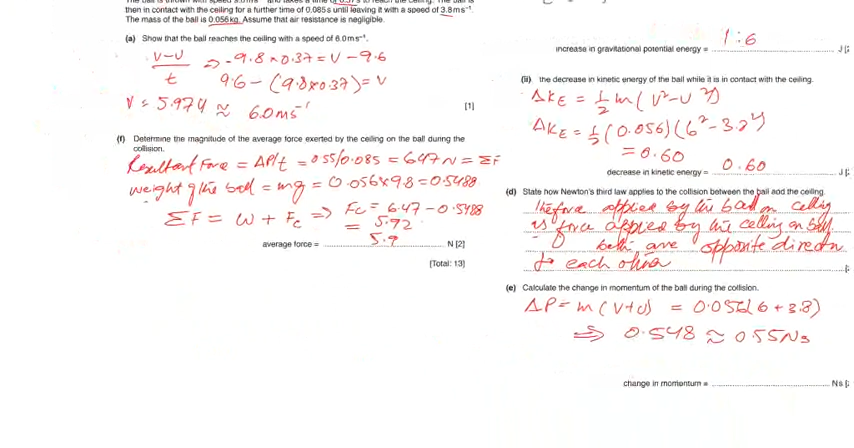 then in contact with the ceiling for a further time of 0.085s until leaving it with a speed of 3.8ms⁻¹.
The mass of the ball is 0.056kg. Assume that air resistance is negligible.
(a) Show that the ball reaches the ceiling with a speed of 6.0ms⁻¹.
V-U / t => -9.8×0.37 = V-9.6
9.6-(9.8×0.37)=V
V = 5.974 ≈ 6.0ms⁻¹
[1]
(f) Determine the magnitude of the average force exerted by the ceiling on the ball during the
collision.
Resultant Force = ΔP/t = 0.55/0.085 = 6.47 N = ΣF
weight of the ball = mg = 0.056×9.8 = 0.5488
ΣF = W + Fc => Fc = 6.47 - 0.5488
= 5.92
5.9
average force = N [2]
[Total: 13]
1.6
increase in gravitational potential energy = J
(ii) the decrease in kinetic energy of the ball while it is in contact with the ceiling.
ΔKE = 1/2 m (V²-U²)
ΔKE = 1/2 (0.056)(6²-3.8²)
= 0.60
0.60
decrease in kinetic energy = J
(d) State how Newton's third law applies to the collision between the ball and the ceiling.
the force applied by the ball on ceiling
is force applied by the ceiling on ball
both are opposite direction
to each other
(e) Calculate the change in momentum of the ball during the collision.
ΔP = m (V+U) = 0.056(6+3.8)
=> 0.548 ≈ 0.55Ns
change in momentum = Ns